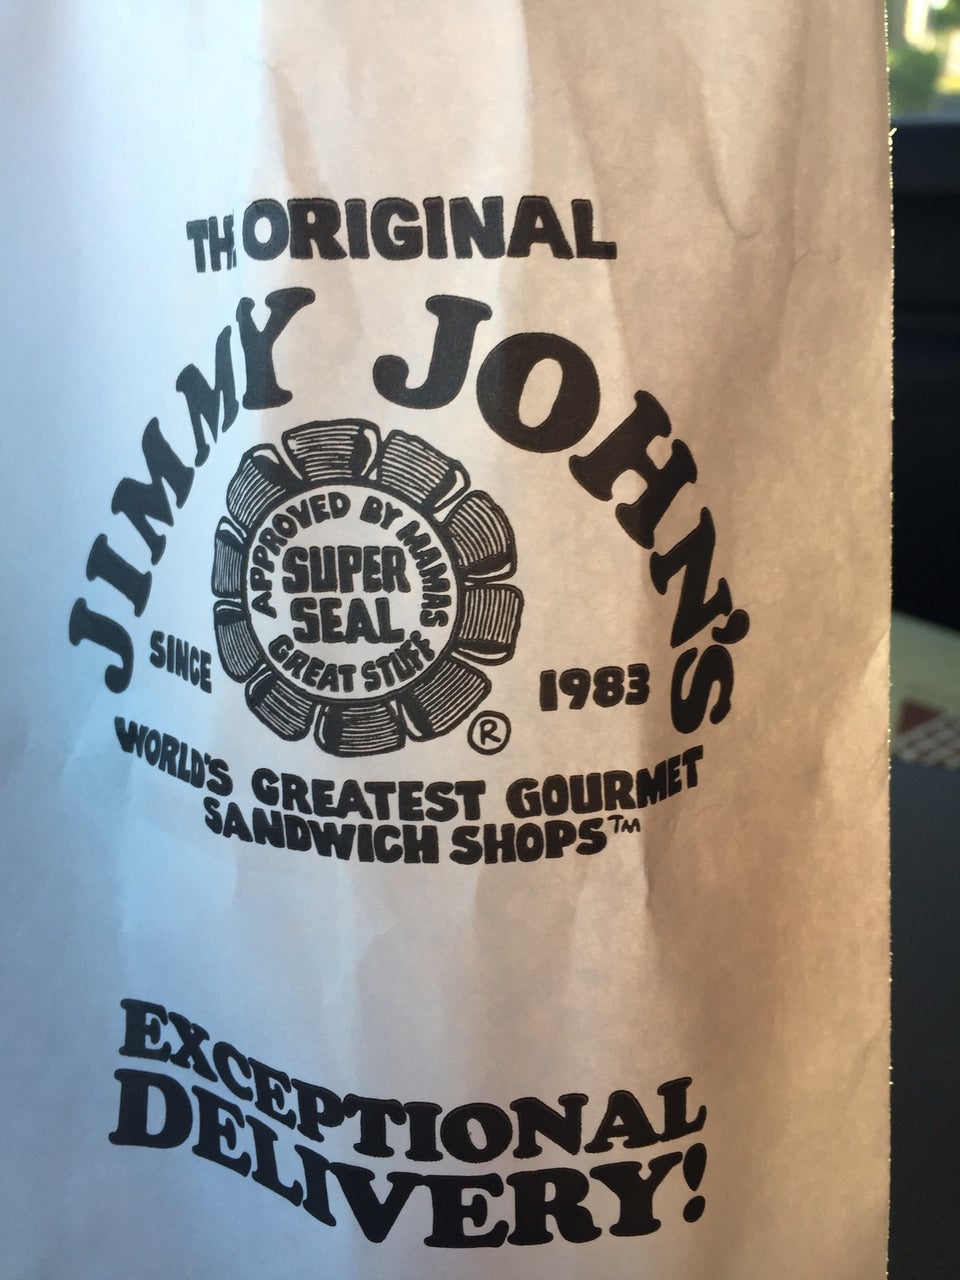 THE ORIGINAL
JIMMY JOHN'S
APPROVED BY MAMAS
SUPER
SEAL
GREAT STUFF
SINCE 1983
®
WORLD'S GREATEST GOURMET
SANDWICH SHOPS™
EXCEPTIONAL
DELIVERY!